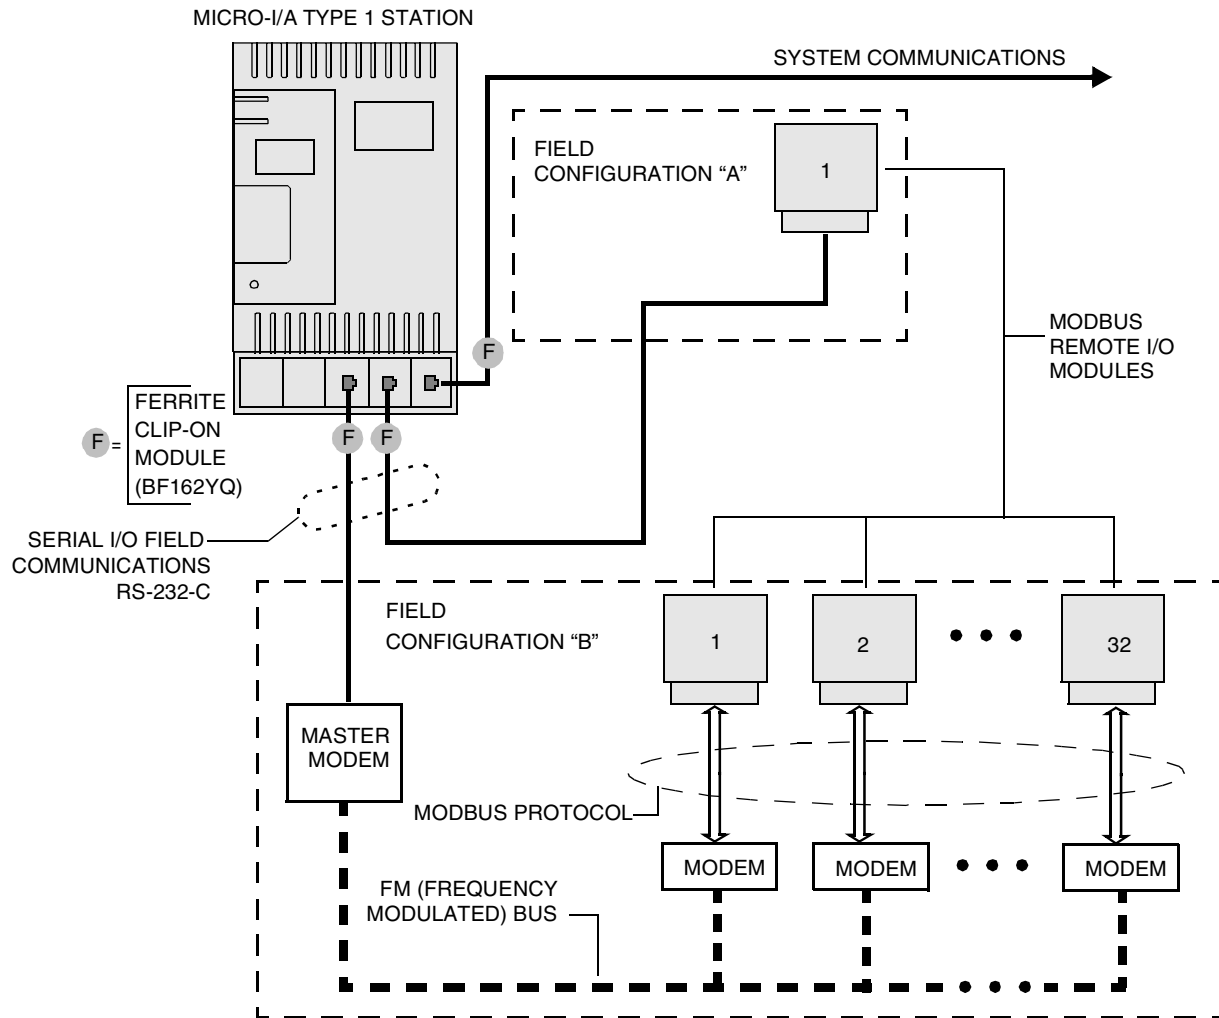 MICRO-I/A TYPE 1 STATION
SYSTEM COMMUNICATIONS
FIELD
CONFIGURATION “A”
1
MODBUS
REMOTE I/O
MODULES
F
F
F
F =
FERRITE
CLIP-ON
MODULE
(BF162YQ)
SERIAL I/O FIELD
COMMUNICATIONS
RS-232-C
FIELD
CONFIGURATION “B”
1
2
32
MASTER
MODEM
MODBUS PROTOCOL
MODEM
MODEM
MODEM
FM (FREQUENCY
MODULATED) BUS